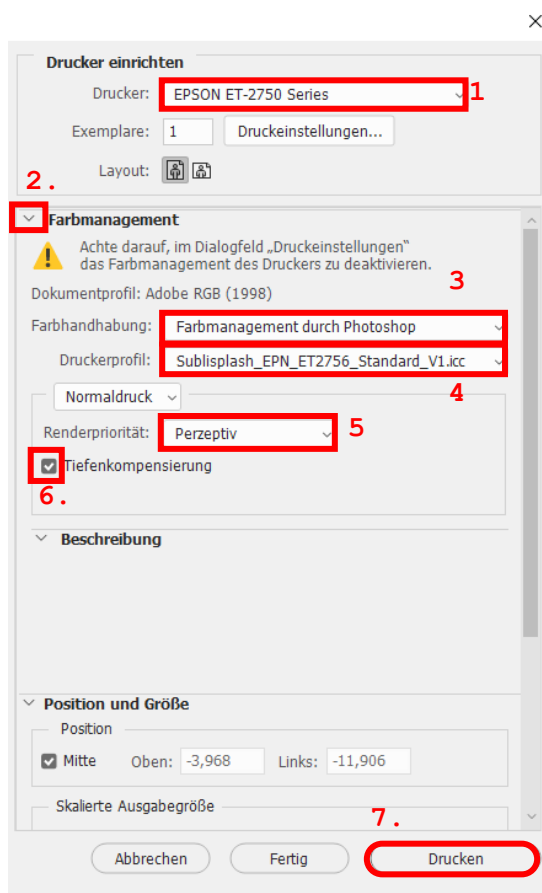 Drucker einrichten
Drucker: EPSON ET-2750 Series 1
Exemplare: 1 Druckeinstellungen...
Layout:
2.
Farbmanagement
Achte darauf, im Dialogfeld „Druckeinstellungen"
das Farbmanagement des Druckers zu deaktivieren.
3
Dokumentprofil: Adobe RGB (1998)
Farbhandhabung: Farbmanagement durch Photoshop
Druckerprofil: Sublisplash_EPN_ET2756_Standard_V1.icc
4
Normaldruck
Renderpriorität: Perzeptiv 5
Tiefenkompensierung
6.
Beschreibung
Position und Größe
Position
Mitte Oben: -3,968 Links: -11,906
Skalierte Ausgabegröße
7.
Abbrechen Fertig Drucken